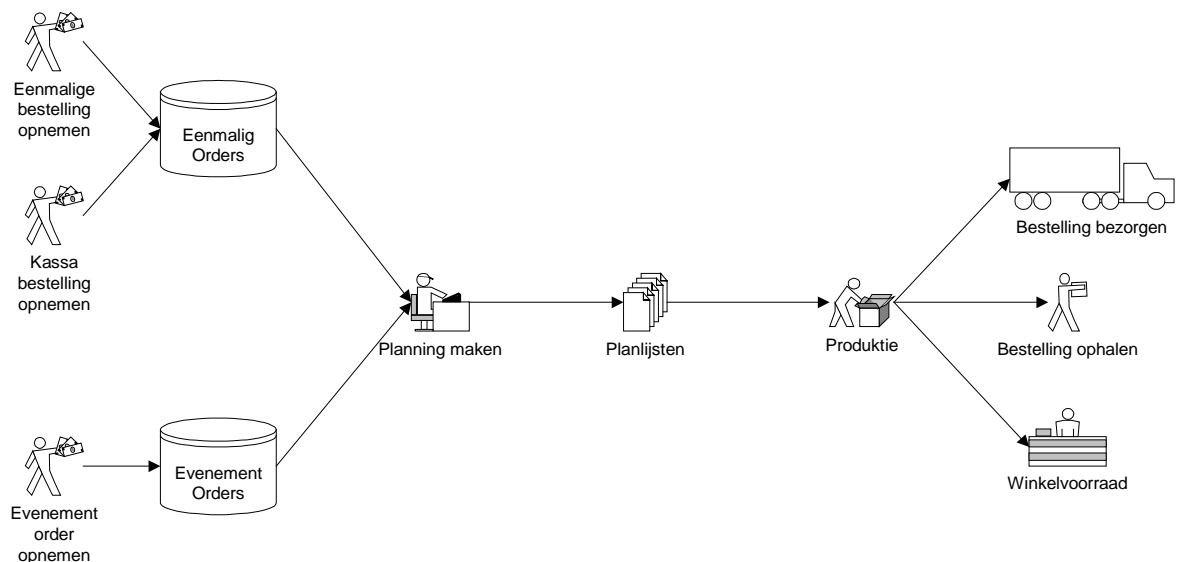 Eenmalige
bestelling
opnemen
Eenmalig
Orders
Kassa
bestelling
opnemen
Bestelling bezorgen
Planning maken
Planlijsten
Produktie
Bestelling ophalen
Evenement
Orders
Winkelvoorraad
Evenement
order
opnemen